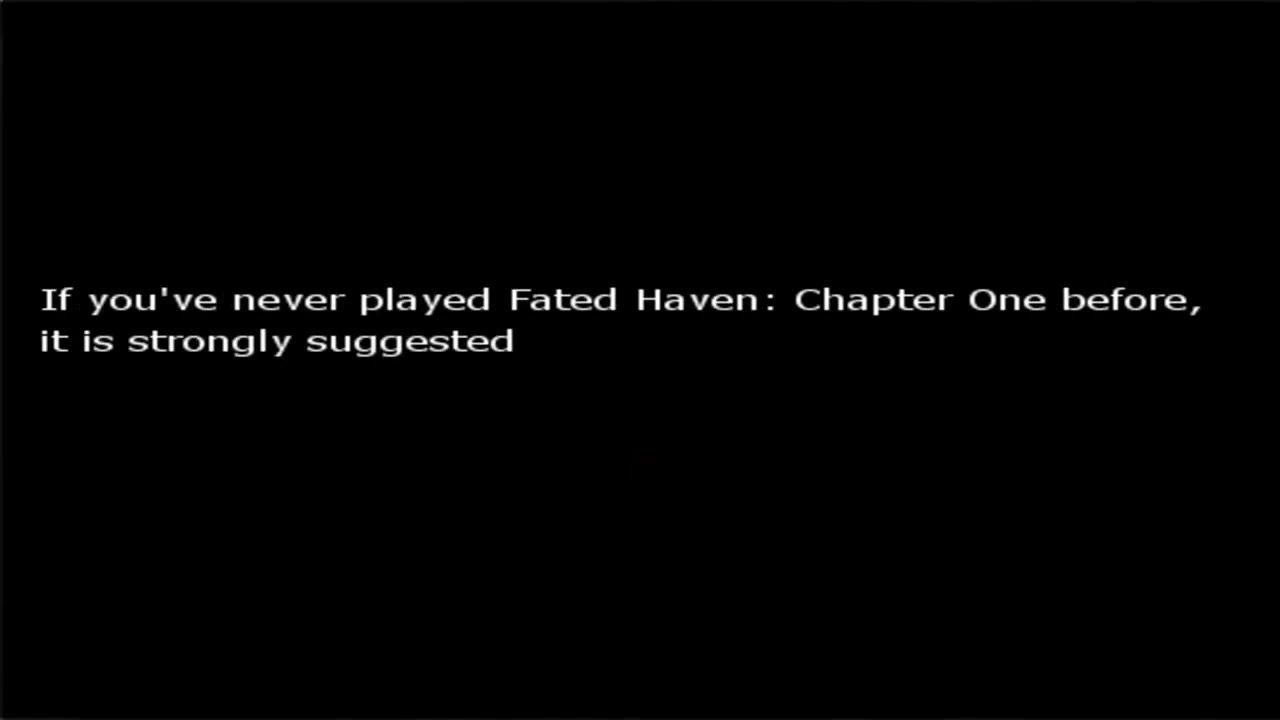 If you've never played Fated Haven: Chapter One before,
it is strongly suggested